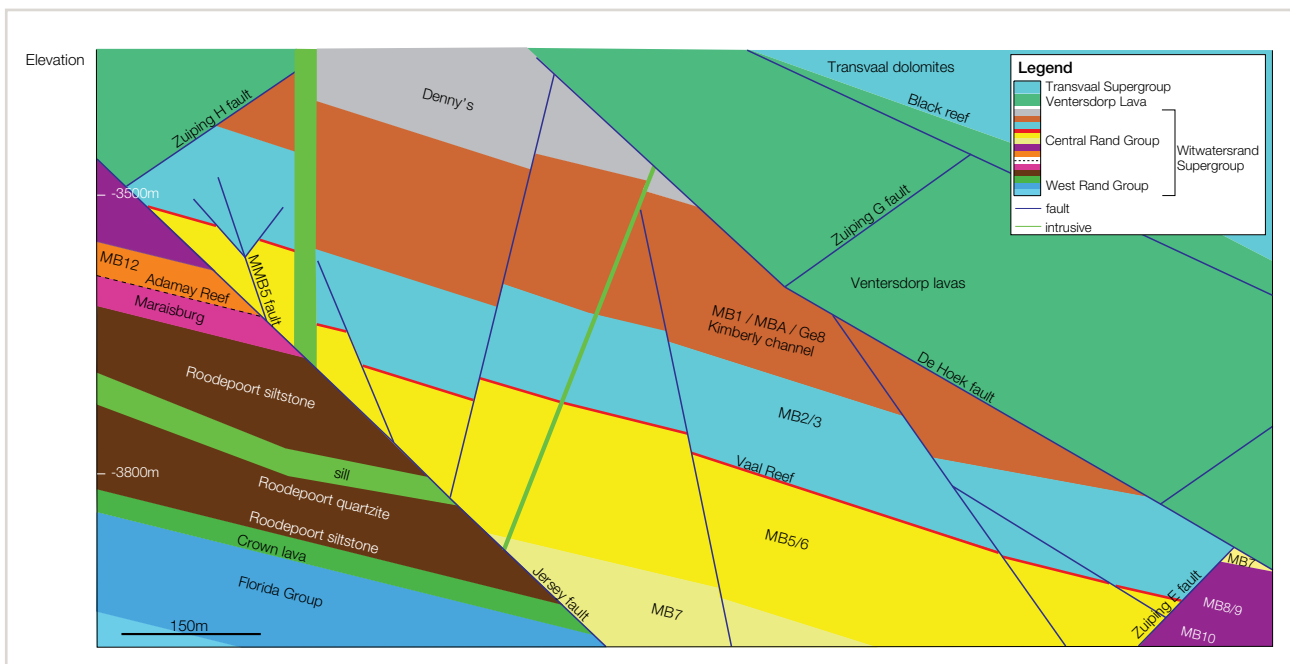 Elevation
Transvaal dolomites
Black reef
Denny's
Zuiping H fault
-3500m
Zuiping G fault
Ventersdorp lavas
MB12
Adamay Reef
Maraisburg
MMB5 fault
MB1 / MBA / Ge8
Kimberly channel
De Hoek fault
Roodepoort siltstone
MB2/3
Vaal Reef
-3800m
sill
Roodepoort quartzite
Roodepoort siltstone
Crown lava
MB5/6
Florida Group
Jersey fault
MB7
Zuiping E fault
MB7
MB8/9
MB10
150m
Legend
Transvaal Supergroup
Ventersdorp Lava
Central Rand Group
Witwatersrand
Supergroup
West Rand Group
fault
intrusive